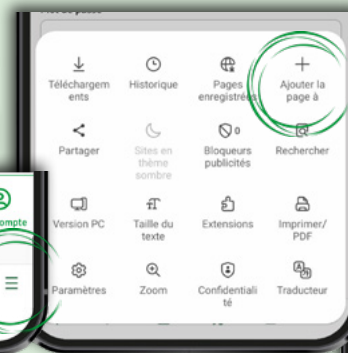 Téléchargem
ents
Historique
Pages
enregistrées
Ajouter la
page à
Partager
Sites en
thème
sombre
0
Bloqueurs
publicités
Rechercher
Version PC
Taille du
texte
Extensions
Imprimer/
PDF
Paramètres
Zoom
Confidentiali
té
Traducteur
ompte